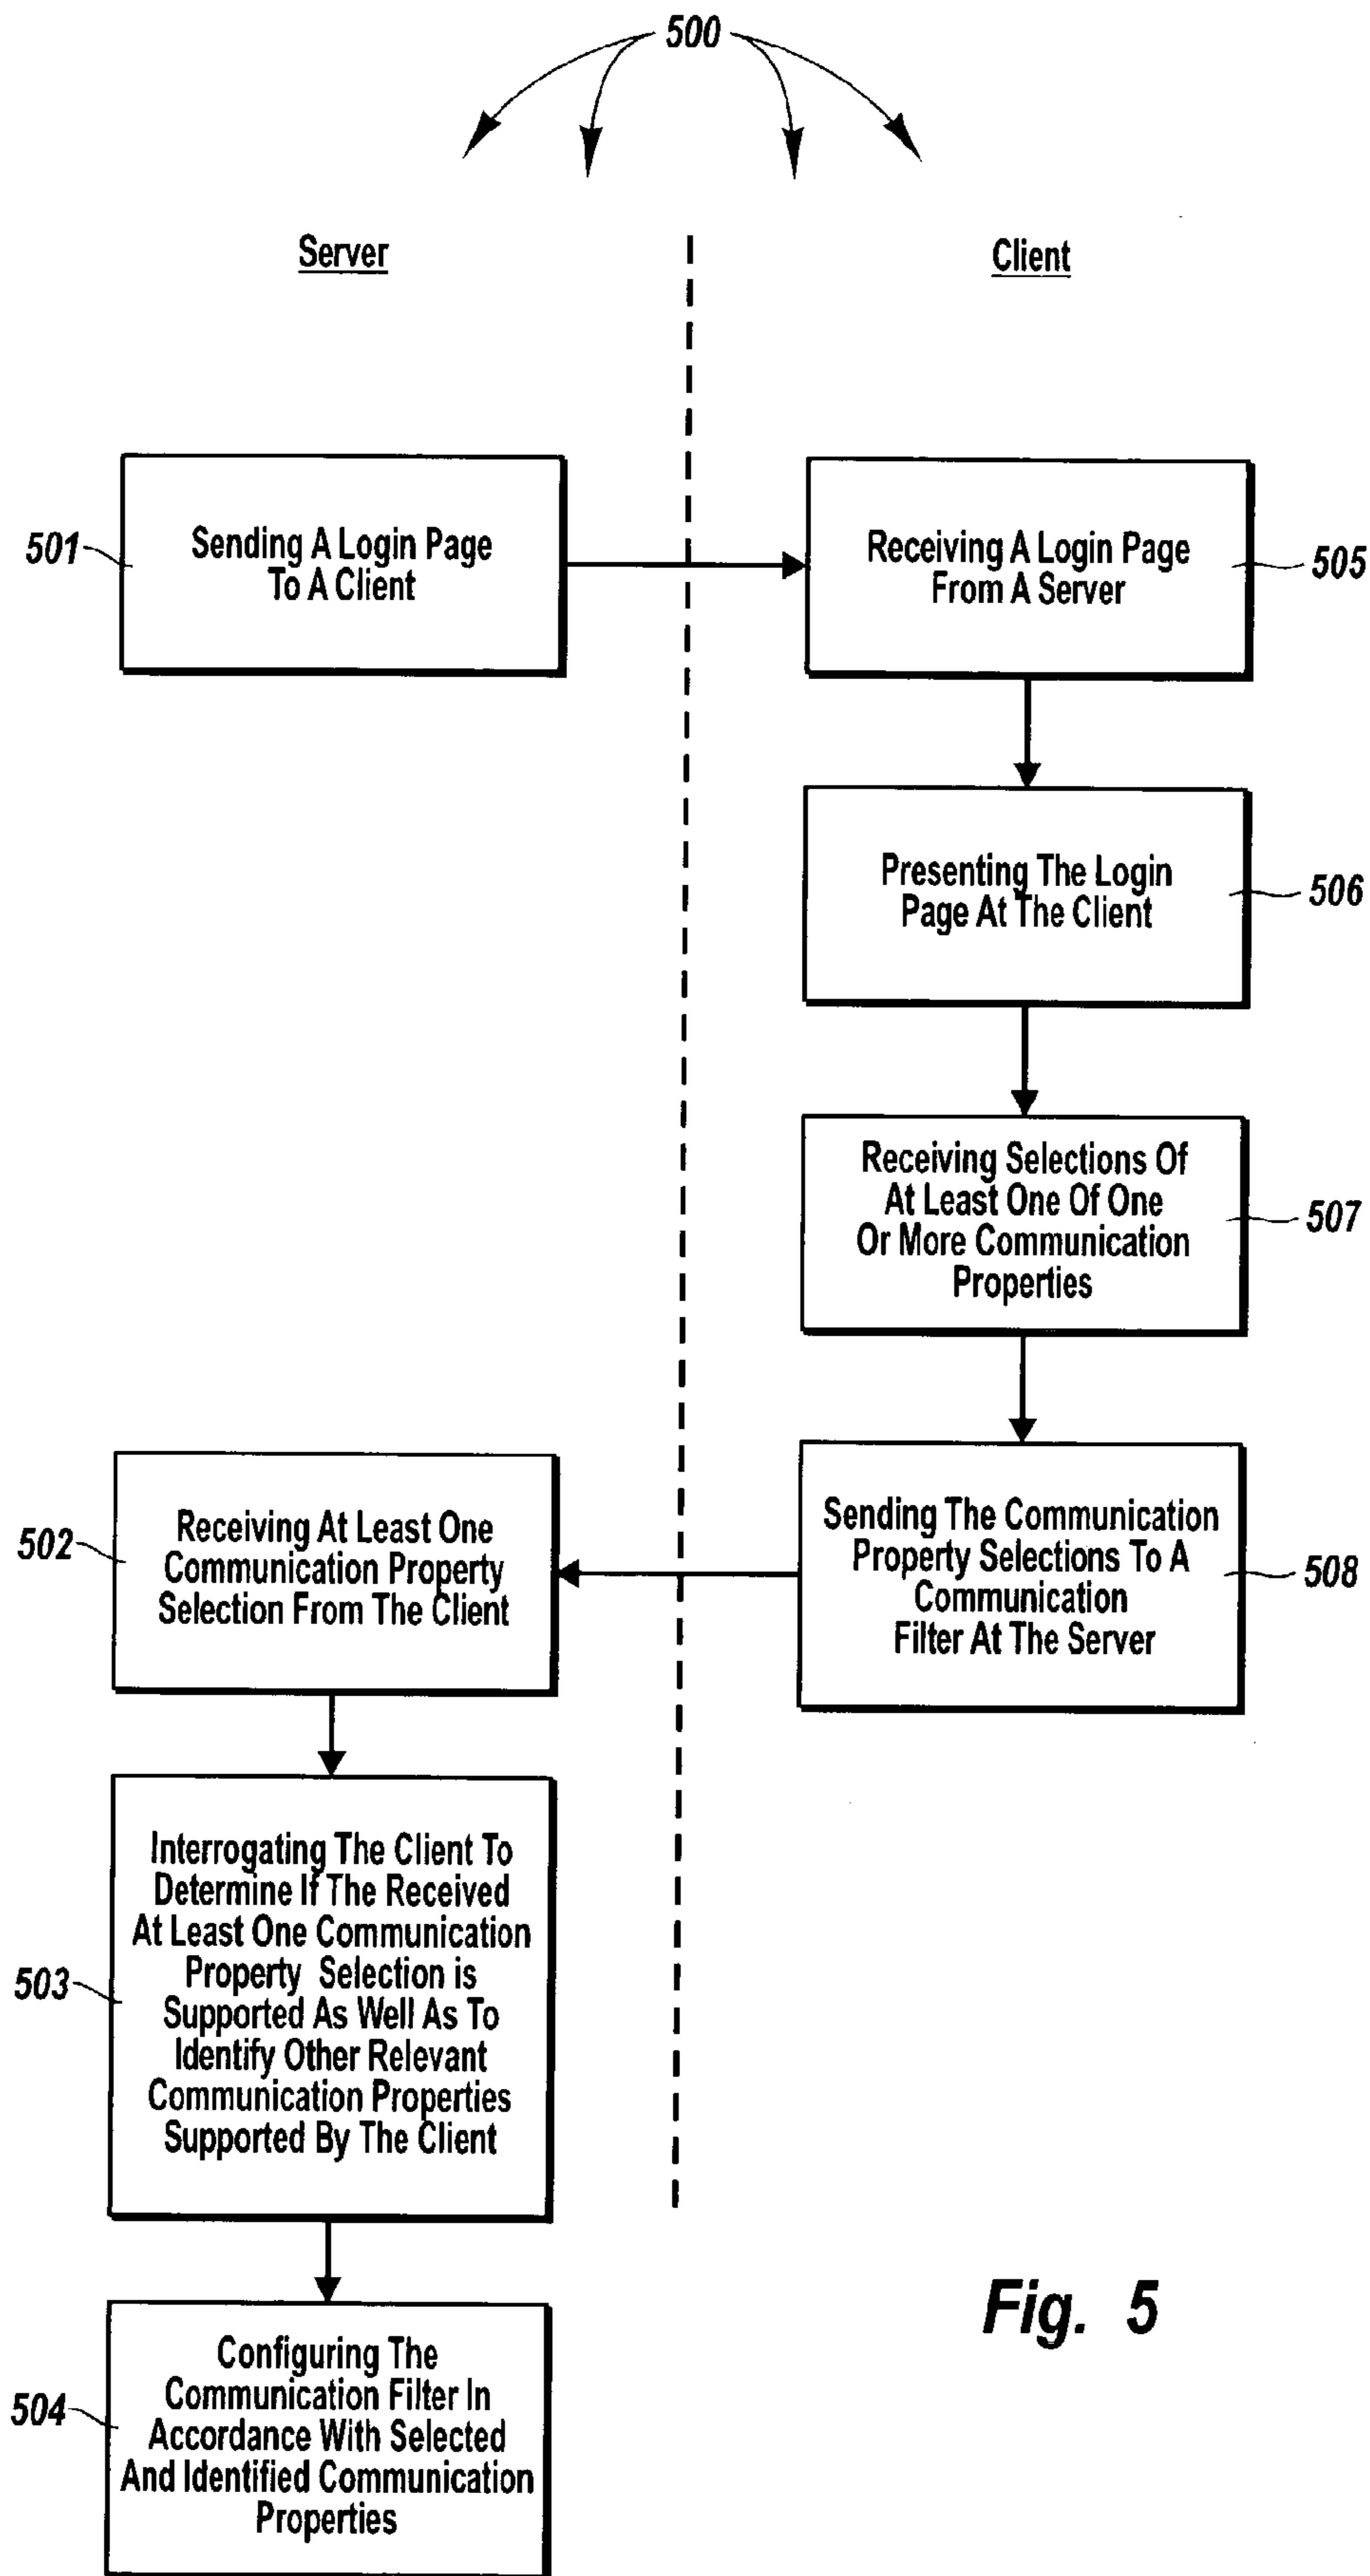 500
Server
Client
501
Sending A Login Page
To A Client
Receiving A Login Page
From A Server
505
Presenting The Login
Page At The Client
506
Receiving Selections Of
At Least One Of One
Or More Communication
Properties
507
502
Receiving At Least One
Communication Property
Selection From The Client
Sending The Communication
Property Selections To A
Communication
Filter At The Server
508
503
Interrogating The Client To
Determine If The Received
At Least One Communication
Property Selection is
Supported As Well As To
Identify Other Relevant
Communication Properties
Supported By The Client
504
Configuring The
Communication Filter In
Accordance With Selected
And Identified Communication
Properties
Fig. 5